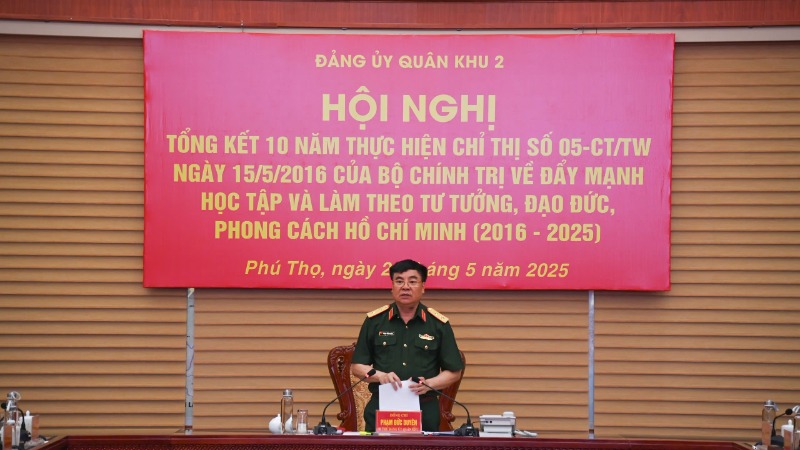 ĐẢNG ỦY QUÂN KHU 2
HỘI NGHỊ
TỔNG KẾT 10 NĂM THỰC HIỆN CHỈ THỊ SỐ 05-CT/TW
NGÀY 15/5/2016 CỦA BỘ CHÍNH TRỊ VỀ ĐẨY MẠNH
HỌC TẬP VÀ LÀM THEO TƯ TƯỞNG, ĐẠO ĐỨC,
PHONG CÁCH HỒ CHÍ MINH (2016 - 2025)
Phú Thọ, ngày 2 tháng 5 năm 2025
ĐỒNG CHÍ
PHẠM ĐỨC DUYÊN